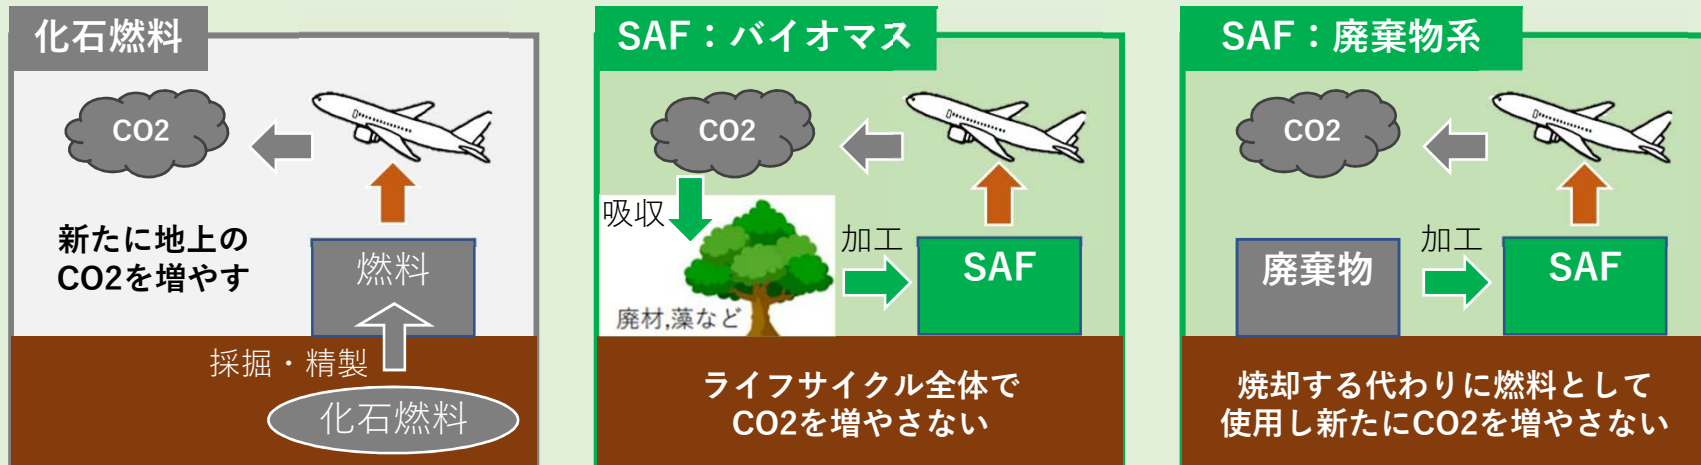 化石燃料
CO2
新たに地上の
CO2を増やす
燃料
採掘・精製
化石燃料
SAF：バイオマス
CO2
吸収
廃材,藻など
加工
SAF
ライフサイクル全体で
CO2を増やさない
SAF：廃棄物系
CO2
廃棄物
加工
SAF
焼却する代わりに燃料として
使用し新たにCO2を増やさない